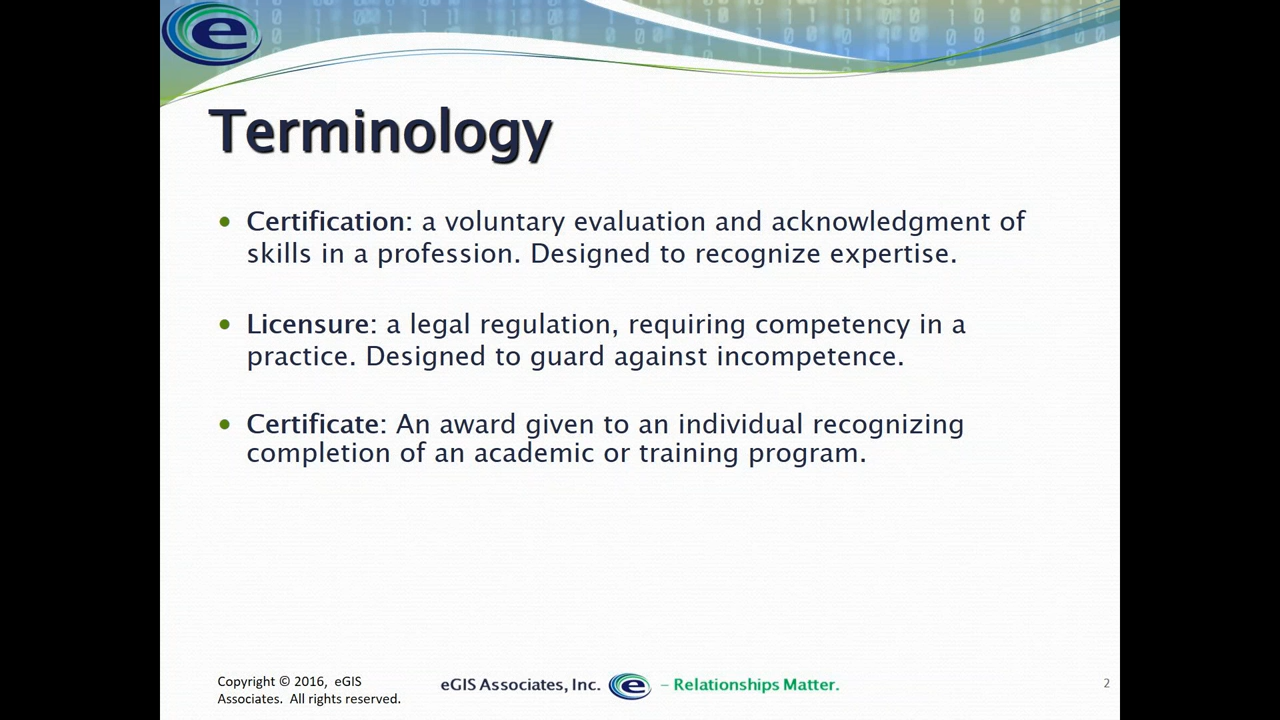 e
Terminology
• Certification: a voluntary evaluation and acknowledgment of
skills in a profession. Designed to recognize expertise.
• Licensure: a legal regulation, requiring competency in a
practice. Designed to guard against incompetence.
• Certificate: An award given to an individual recognizing
completion of an academic or training program.
Copyright © 2016, eGIS
Associates. All rights reserved.
eGIS Associates, Inc. e – Relationships Matter.
2